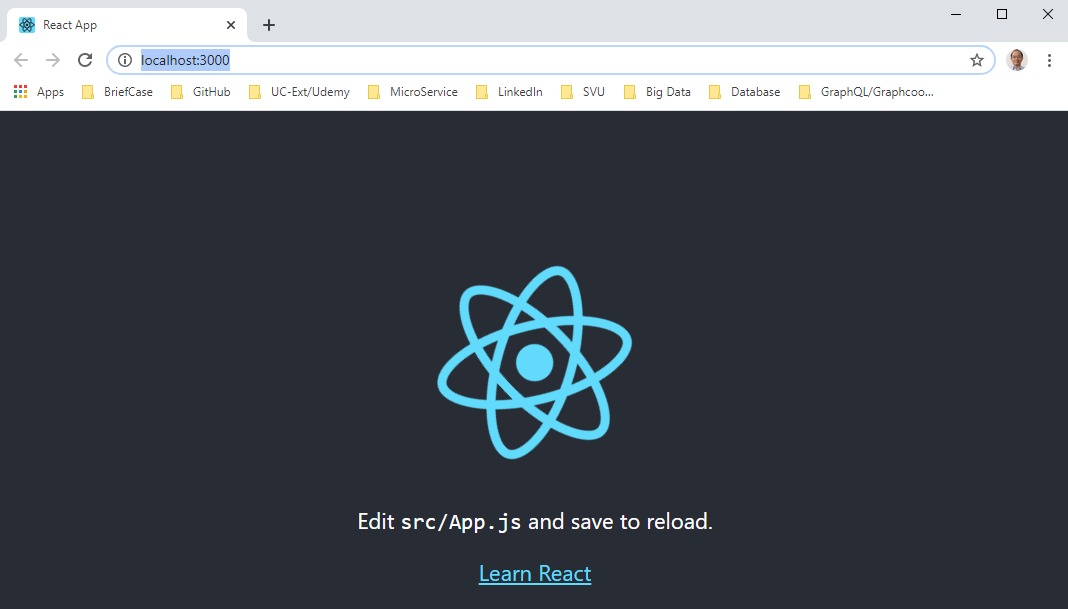 React App
localhost:3000
Apps BriefCase GitHub UC-Ext/Udemy MicroService LinkedIn SVU Big Data Database GraphQL/Graphcoo...
Edit src/App.js and save to reload.
Learn React